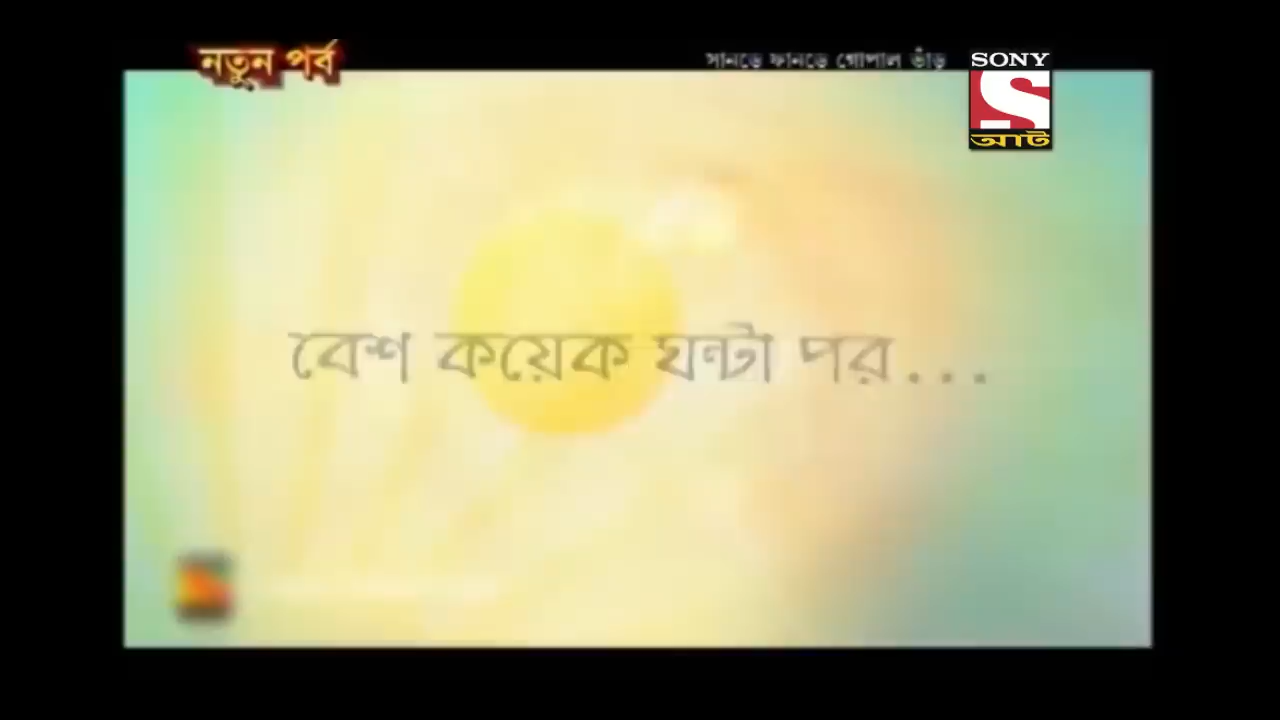 নতুন পর্ব
সানডে ফানডে গোপাল ভাঁড়
SONY
আট
বেশ কয়েক ঘন্টা পর...